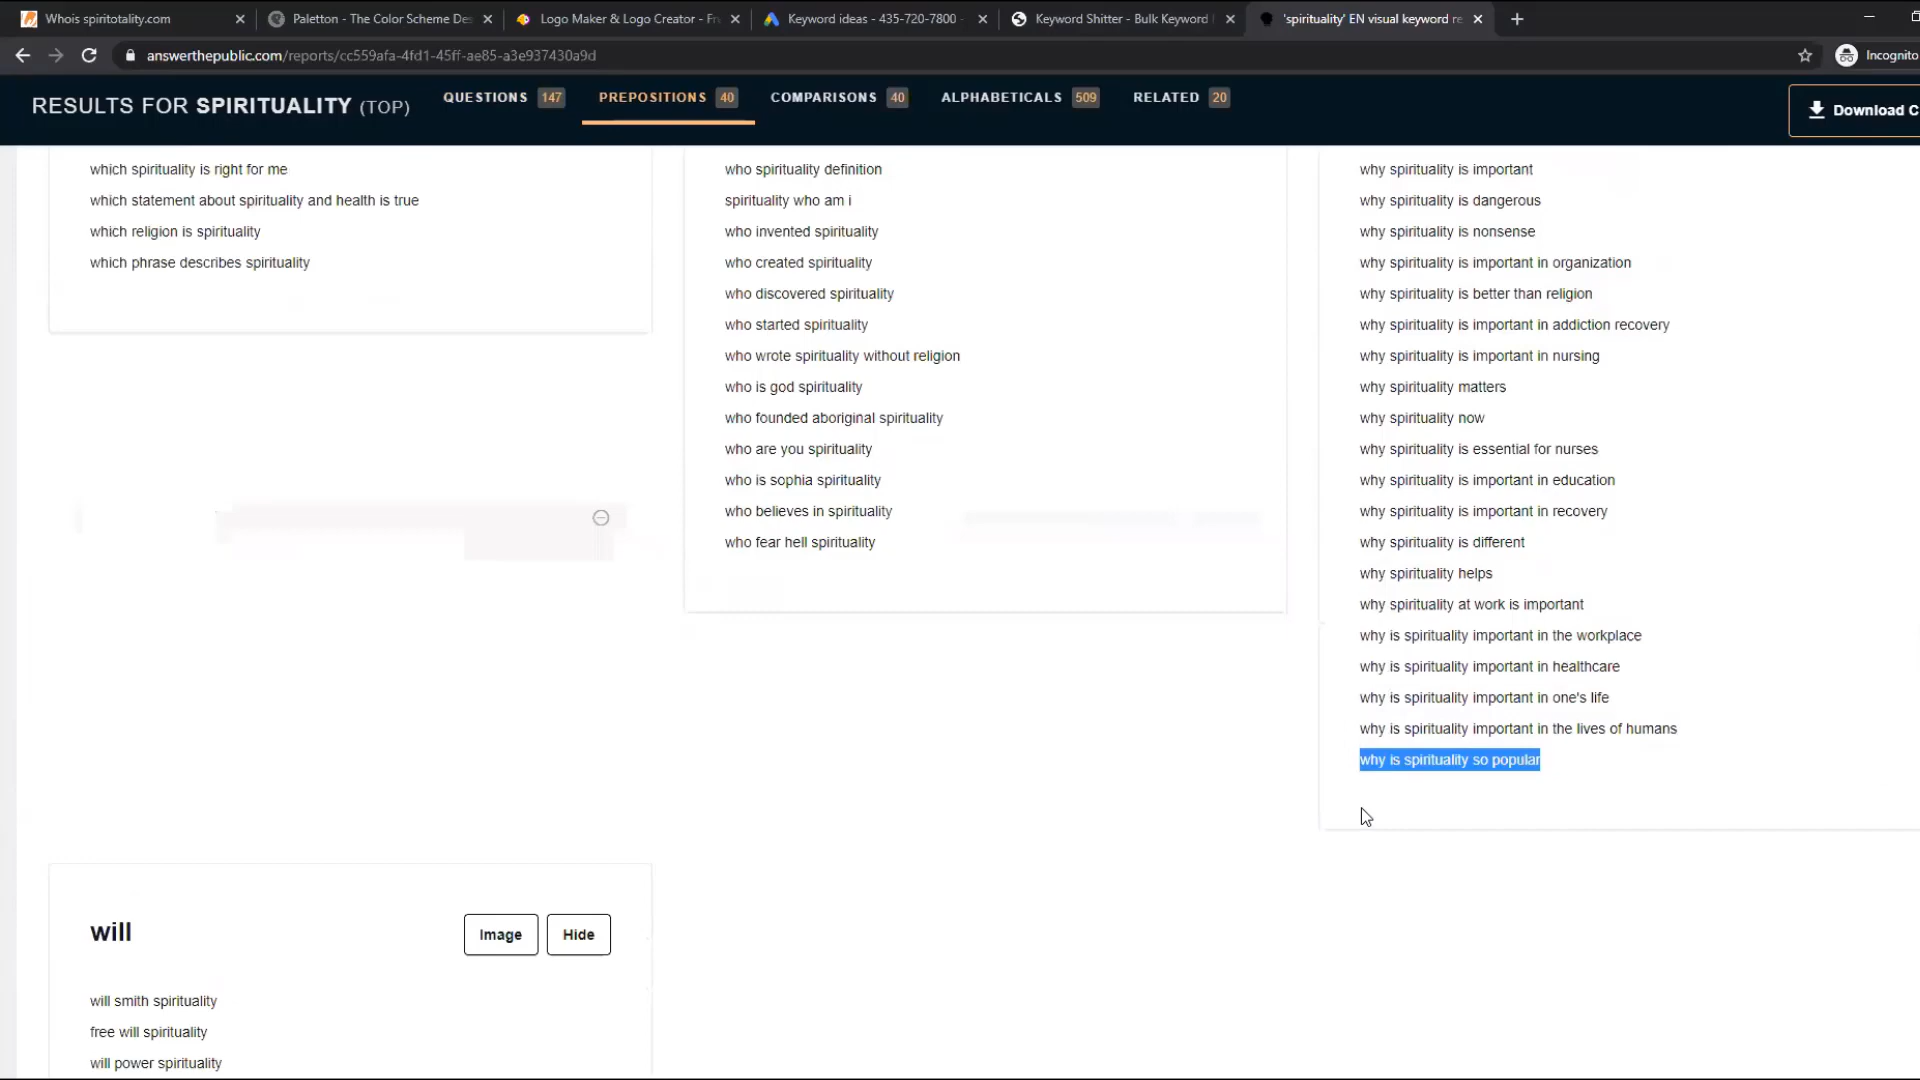 Whois spiritotality.com
Paletton - The Color Scheme Des
Logo Maker & Logo Creator - Fr
Keyword ideas - 435-720-7800 -
Keyword Shitter - Bulk Keyword
'spirituality' EN visual keyword re
answerthepublic.com/reports/cc559afa-4fd1-45ff-ae85-a3e937430a9d
Incognito
RESULTS FOR SPIRITUALITY (TOP)
QUESTIONS 147
PREPOSITIONS 40
COMPARISONS 40
ALPHABETICALS 509
RELATED 20
Download C
which spirituality is right for me
which statement about spirituality and health is true
which religion is spirituality
which phrase describes spirituality
who spirituality definition
spirituality who am i
who invented spirituality
who created spirituality
who discovered spirituality
who started spirituality
who wrote spirituality without religion
who is god spirituality
who founded aboriginal spirituality
who are you spirituality
who is sophia spirituality
who believes in spirituality
who fear hell spirituality
why spirituality is important
why spirituality is dangerous
why spirituality is nonsense
why spirituality is important in organization
why spirituality is better than religion
why spirituality is important in addiction recovery
why spirituality is important in nursing
why spirituality matters
why spirituality now
why spirituality is essential for nurses
why spirituality is important in education
why spirituality is important in recovery
why spirituality is different
why spirituality helps
why spirituality at work is important
why is spirituality important in the workplace
why is spirituality important in healthcare
why is spirituality important in one's life
why is spirituality important in the lives of humans
why is spirituality so popular
will
Image
Hide
will smith spirituality
free will spirituality
will power spirituality